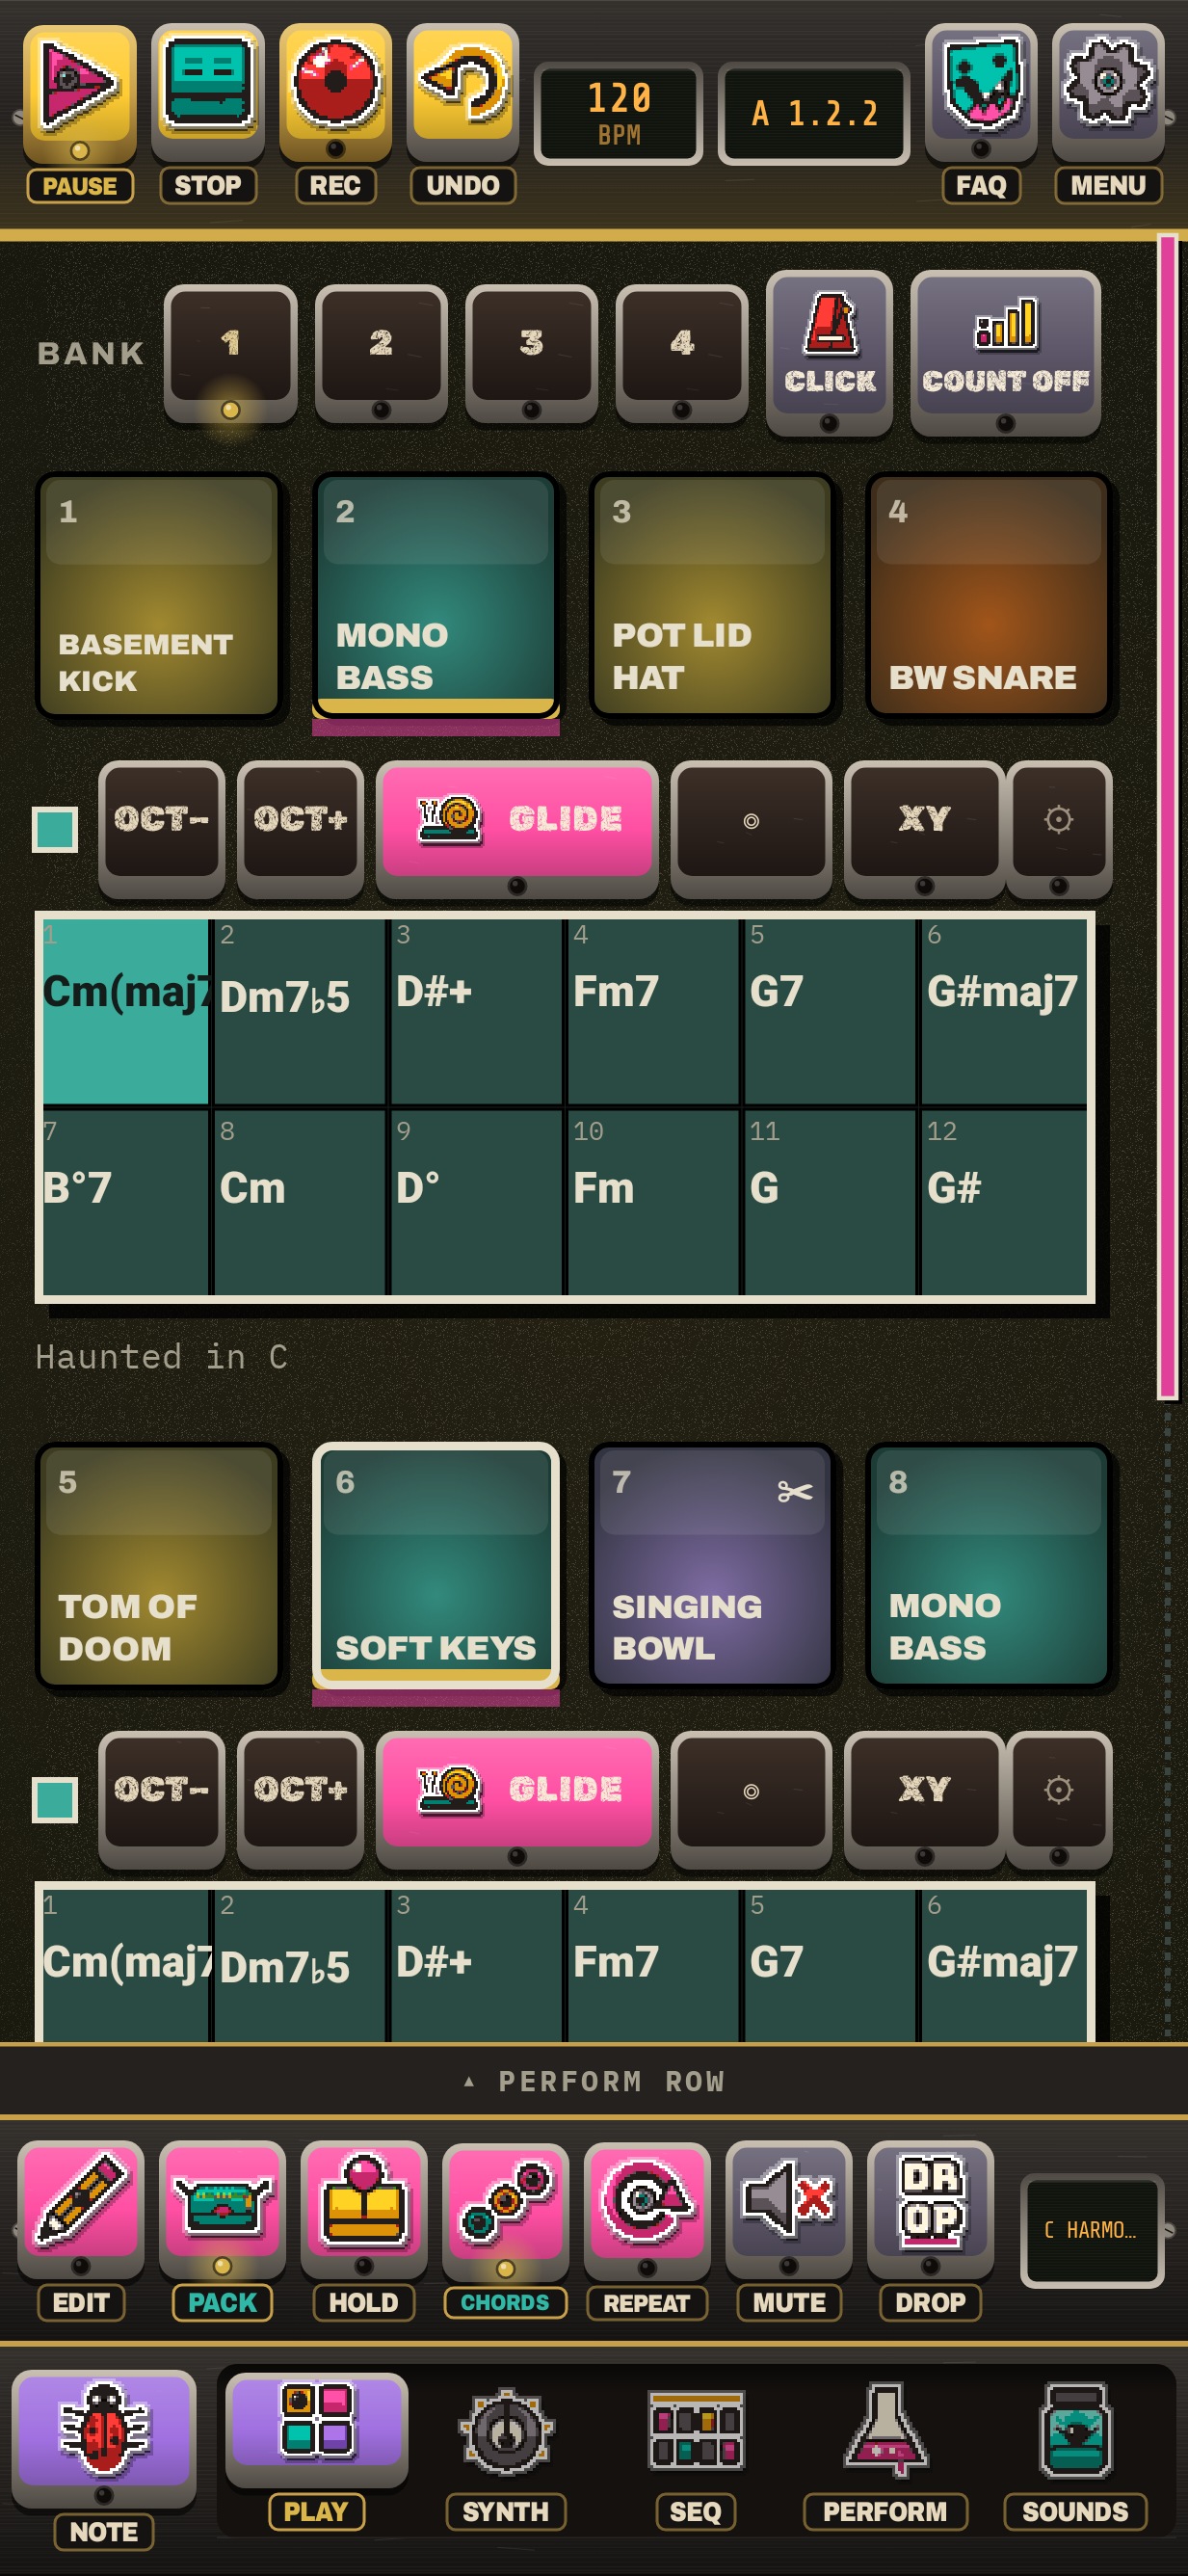 120
BPM
A 1.2.2
PAUSE STOP REC UNDO FAQ MENU
BANK 1 2 3 4 CLICK COUNT OFF
1 2 3 4
BASEMENT KICK
MONO BASS
POT LID HAT
BW SNARE
OCT- OCT+ GLIDE XY
1 2 3 4 5 6
Cm(maj7 Dm7♭5 D#+ Fm7 G7 G#maj7
7 8 9 10 11 12
B°7 Cm D° Fm G G#
Haunted in C
5 6 7 8
TOM OF DOOM
SOFT KEYS
SINGING BOWL
MONO BASS
OCT- OCT+ GLIDE XY
1 2 3 4 5 6
Cm(maj7 Dm7♭5 D#+ Fm7 G7 G#maj7
▲ PERFORM ROW
DR
OP
C HARMO…
EDIT PACK HOLD CHORDS REPEAT MUTE DROP
NOTE PLAY SYNTH SEQ PERFORM SOUNDS